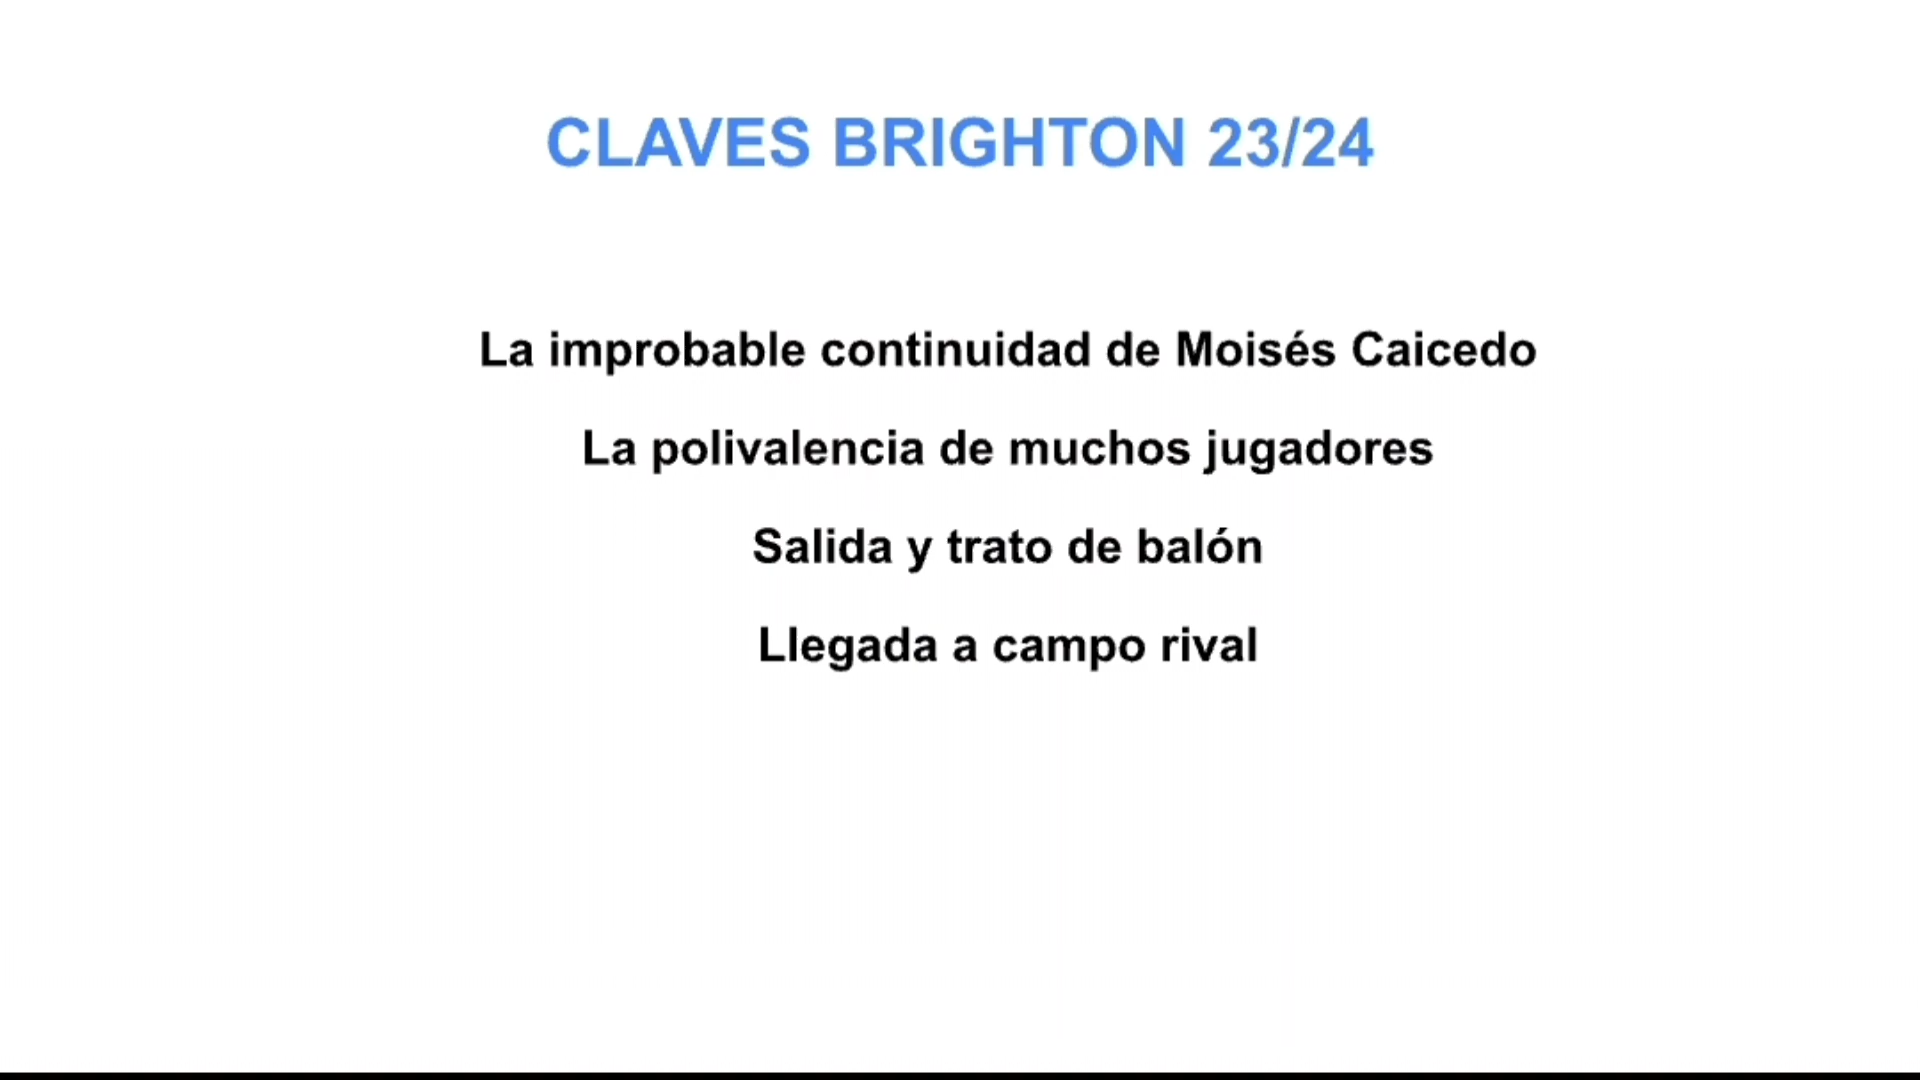 CLAVES BRIGHTON 23/24
La improbable continuidad de Moisés Caicedo
La polivalencia de muchos jugadores
Salida y trato de balón
Llegada a campo rival